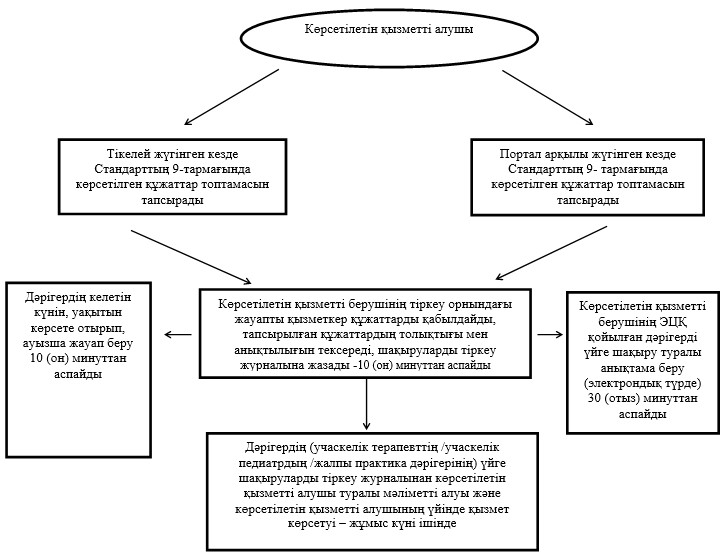 Көрсетілетін қызметті алушы
Тікелей жүгінген кезде
Стандарттың 9-тармағында
көрсетілген құжаттар топтамасын
тапсырады
Портал арқылы жүгінген кезде
Стандарттың 9- тармағында
көрсетілген құжаттар топтамасын
тапсырады
Дәрігердің келетін
күнін, уақытын
көрсете отырып,
ауызша жауап беру
10 (он) минуттан
аспайды
Көрсетілетін қызметті берушінің тіркеу орнындағы
жауапты қызметкер құжаттарды қабылдайды,
тапсырылған құжаттардың толықтығы мен
анықтылығын тексереді, шақыруларды тіркеу
журналына жазады -10 (он) минуттан аспайды
Көрсетілетін қызметті
берушінің ЭЦҚ
қойылған дәрігерді
үйге шақыру туралы
анықтама беру
(электрондық түрде)
30 (отыз) минуттан
аспайды
Дәрігердің (учаскелік терапевттің /учаскелік
педиатрдың /жалпы практика дәрігерінің) үйге
шақыруларды тіркеу журналынан көрсетілетін
қызметті алушы туралы мәліметті алуы және
көрсетілетін қызметті алушының үйінде қызмет
көрсетуі – жұмыс күні ішінде